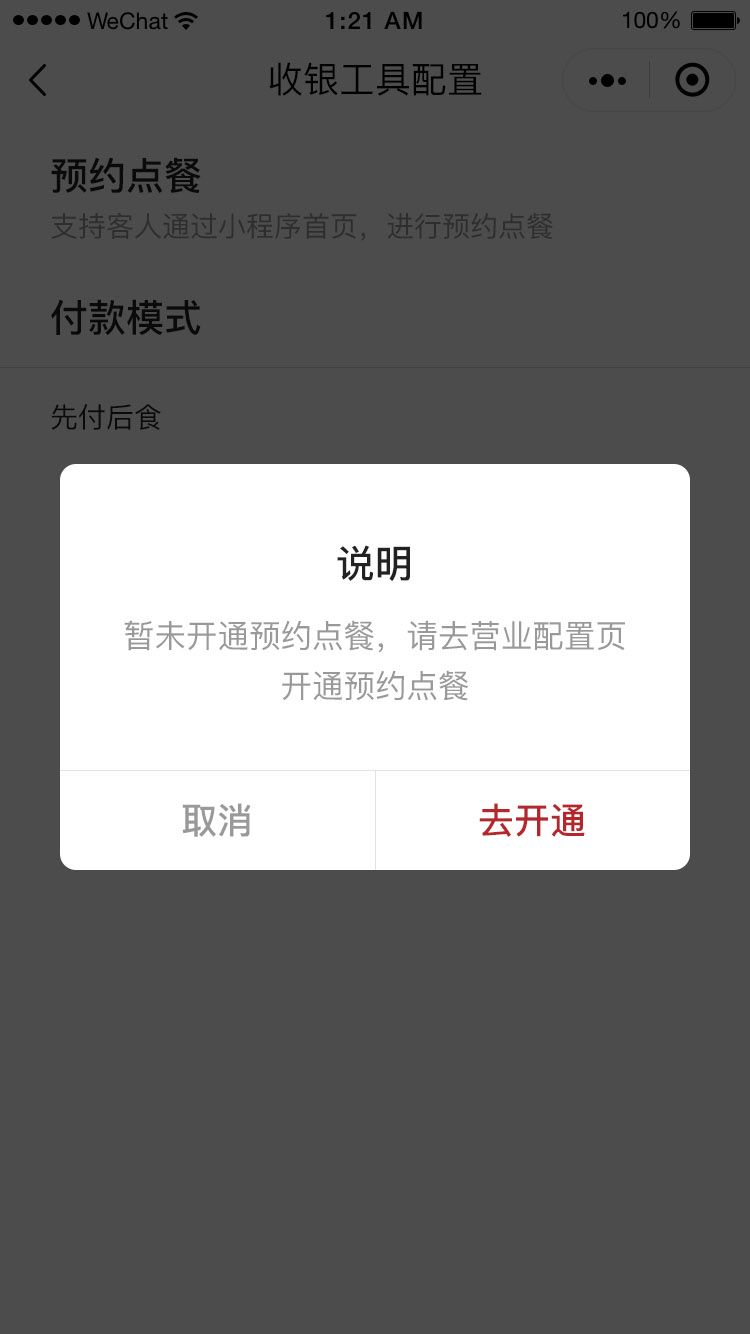 WeChat 1:21 AM 100%
收银工具配置
预约点餐
支持客人通过小程序首页，进行预约点餐
付款模式
先付后食
说明
暂未开通预约点餐，请去营业配置页
开通预约点餐
取消 去开通